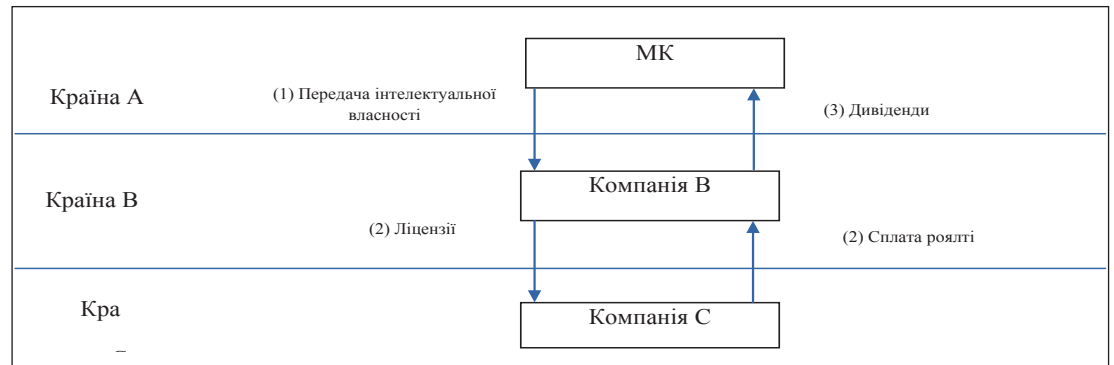 МК
Країна А
(1) Передача інтелектуальної
власності
(3) Дивіденди
Країна В
Компанія В
(2) Ліцензії
(2) Сплата роялті
Кра
Компанія С